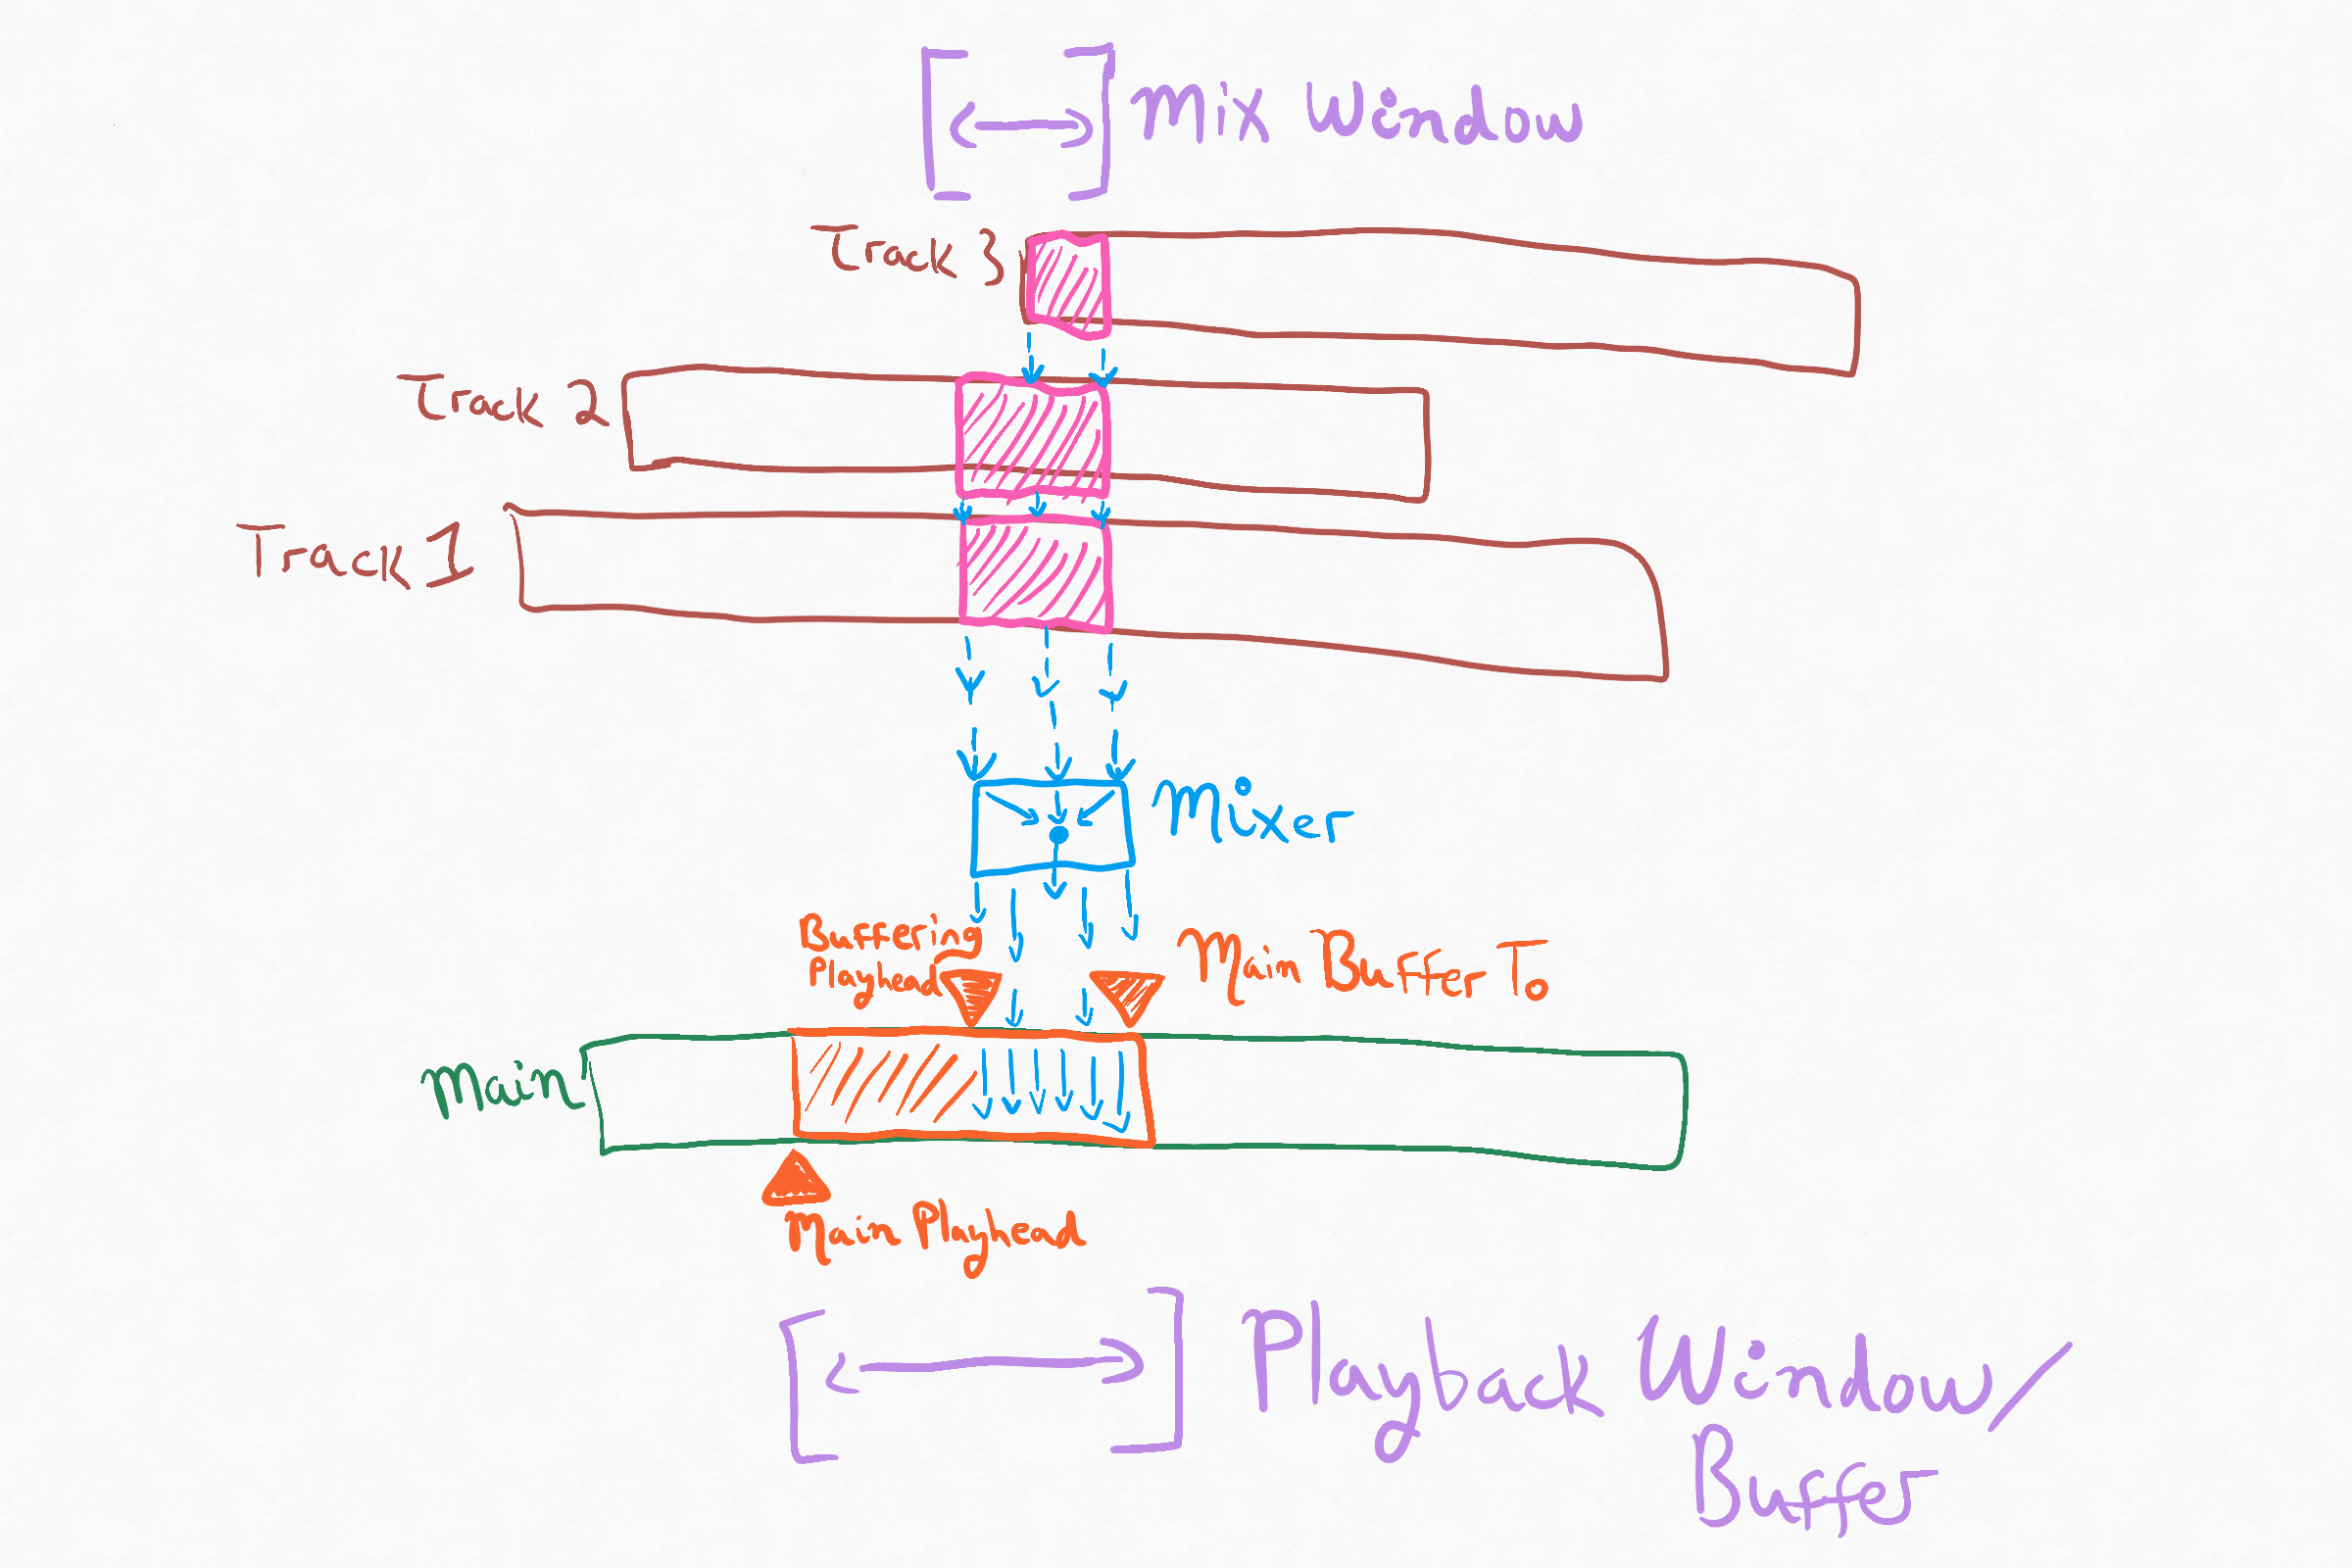 Mix Window
Track 3
Track 2
Track 1
Mixer
Buffering
Playhead
Main Buffer To
Main
Main Playhead
Playback Window/
Buffer